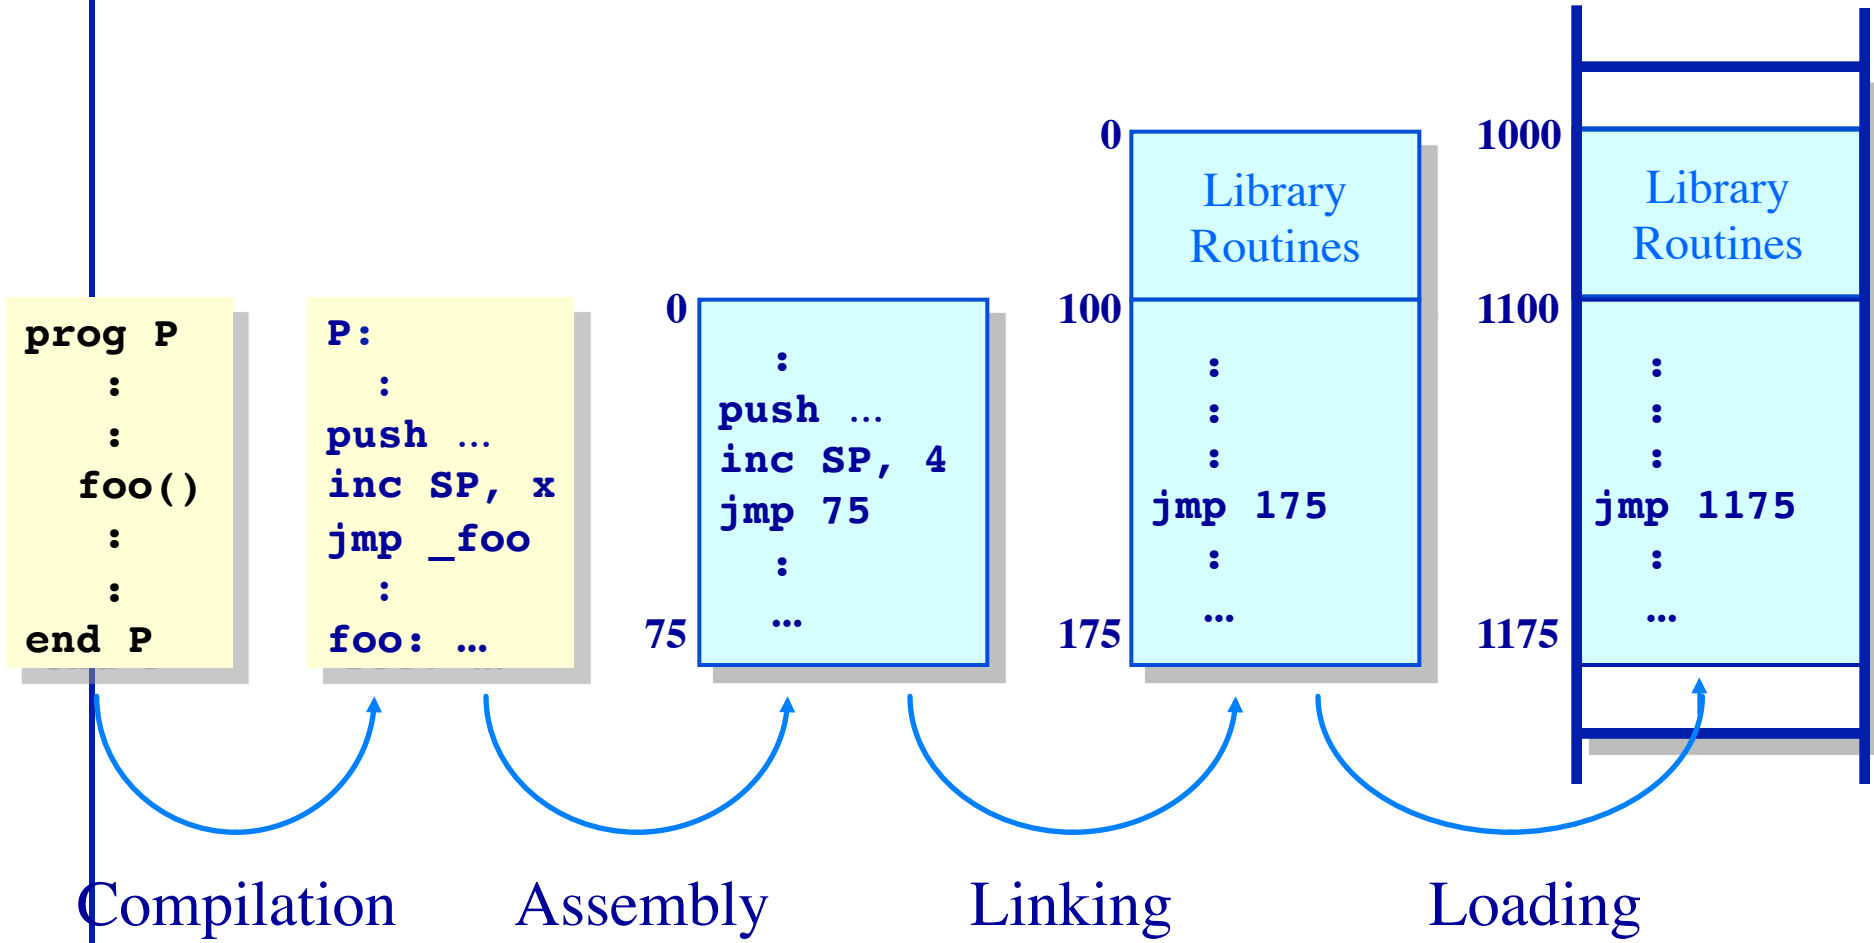 prog P
:
:
foo()
:
:
end P
P:
:
push …
inc SP, x
jmp _foo
:
foo: …
0
:
push …
inc SP, 4
jmp 75
:
75
…
0
Library
Routines
100
:
:
:
jmp 175
:
…
175
1000
Library
Routines
1100
:
:
:
jmp 1175
:
…
1175
Compilation
Assembly
Linking
Loading